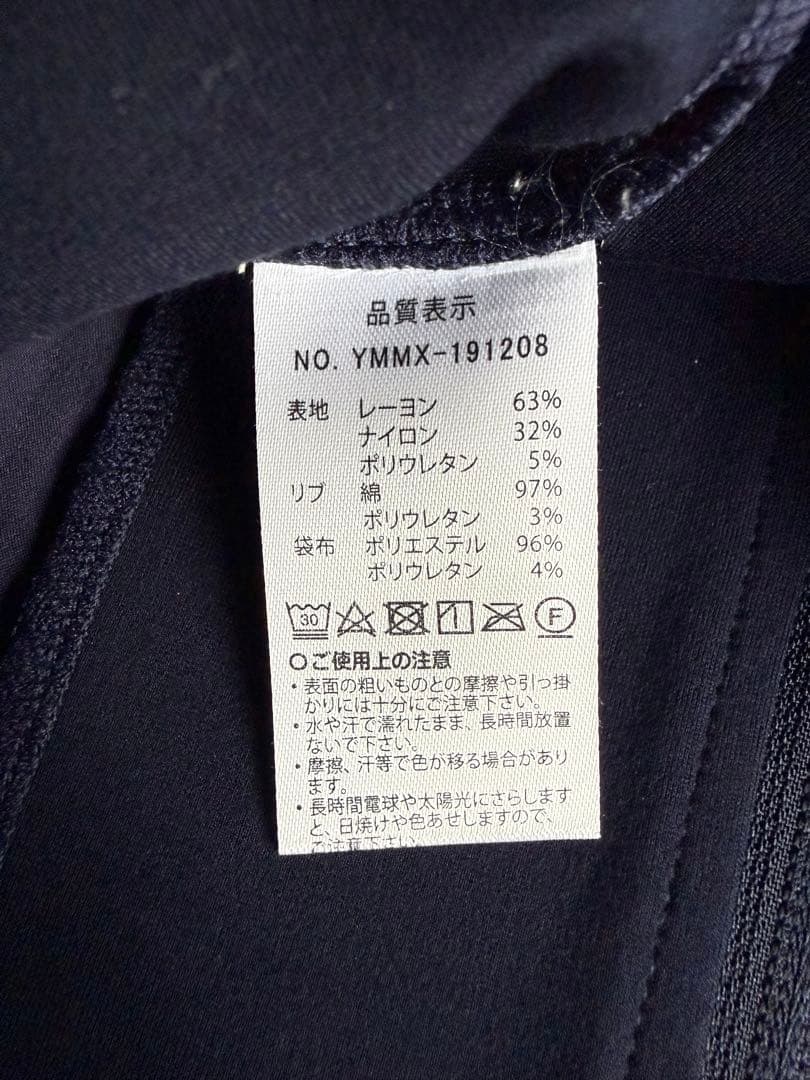 品質表示
NO. YMMX-191208
表地 レーヨン 63%
ナイロン 32%
ポリウレタン 5%
リブ 綿 97%
ポリウレタン 3%
袋布 ポリエステル 96%
ポリウレタン 4%
30 F
○ご使用上の注意
・表面の粗いものとの摩擦や引っ掛
かりには十分にご注意下さい。
・水や汗で濡れたまま、長時間放置
ないで下さい。
・摩擦、汗等で色が移る場合があり
ます。
・長時間電球や太陽光にさらします
と、日焼けや色あせしますので、
ご注意下さい。